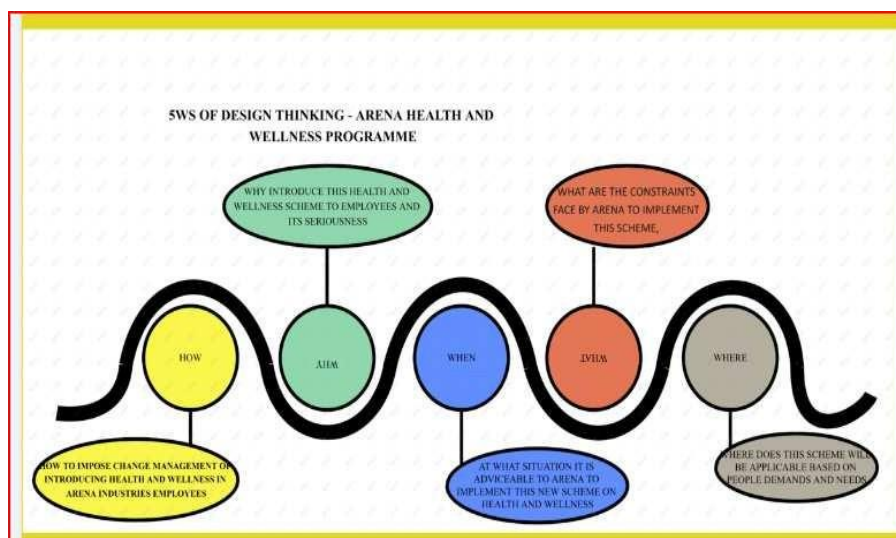 5WS OF DESIGN THINKING - ARENA HEALTH AND
WELLNESS PROGRAMME
WHY INTRODUCE THIS HEALTH AND
WELLNESS SCHEME TO EMPLOYEES AND
ITS SERIOUSNESS
WHAT ARE THE CONSTRAINTS
FACE BY ARENA TO IMPLEMENT
THIS SCHEME,
HOW
WHY
WHEN
WHAT
WHERE
HOW TO IMPOSE CHANGE MANAGEMENT OF
INTRODUCING HEALTH AND WELLNESS IN
ARENA INDUSTRIES EMPLOYEES
AT WHAT SITUATION IT IS
ADVICEABLE TO ARENA TO
IMPLEMENT THIS NEW SCHEME ON
HEALTH AND WELLNESS
WHERE DOES THIS SCHEME WILL
BE APPLICABLE BASED ON
PEOPLE DEMANDS AND NEEDS